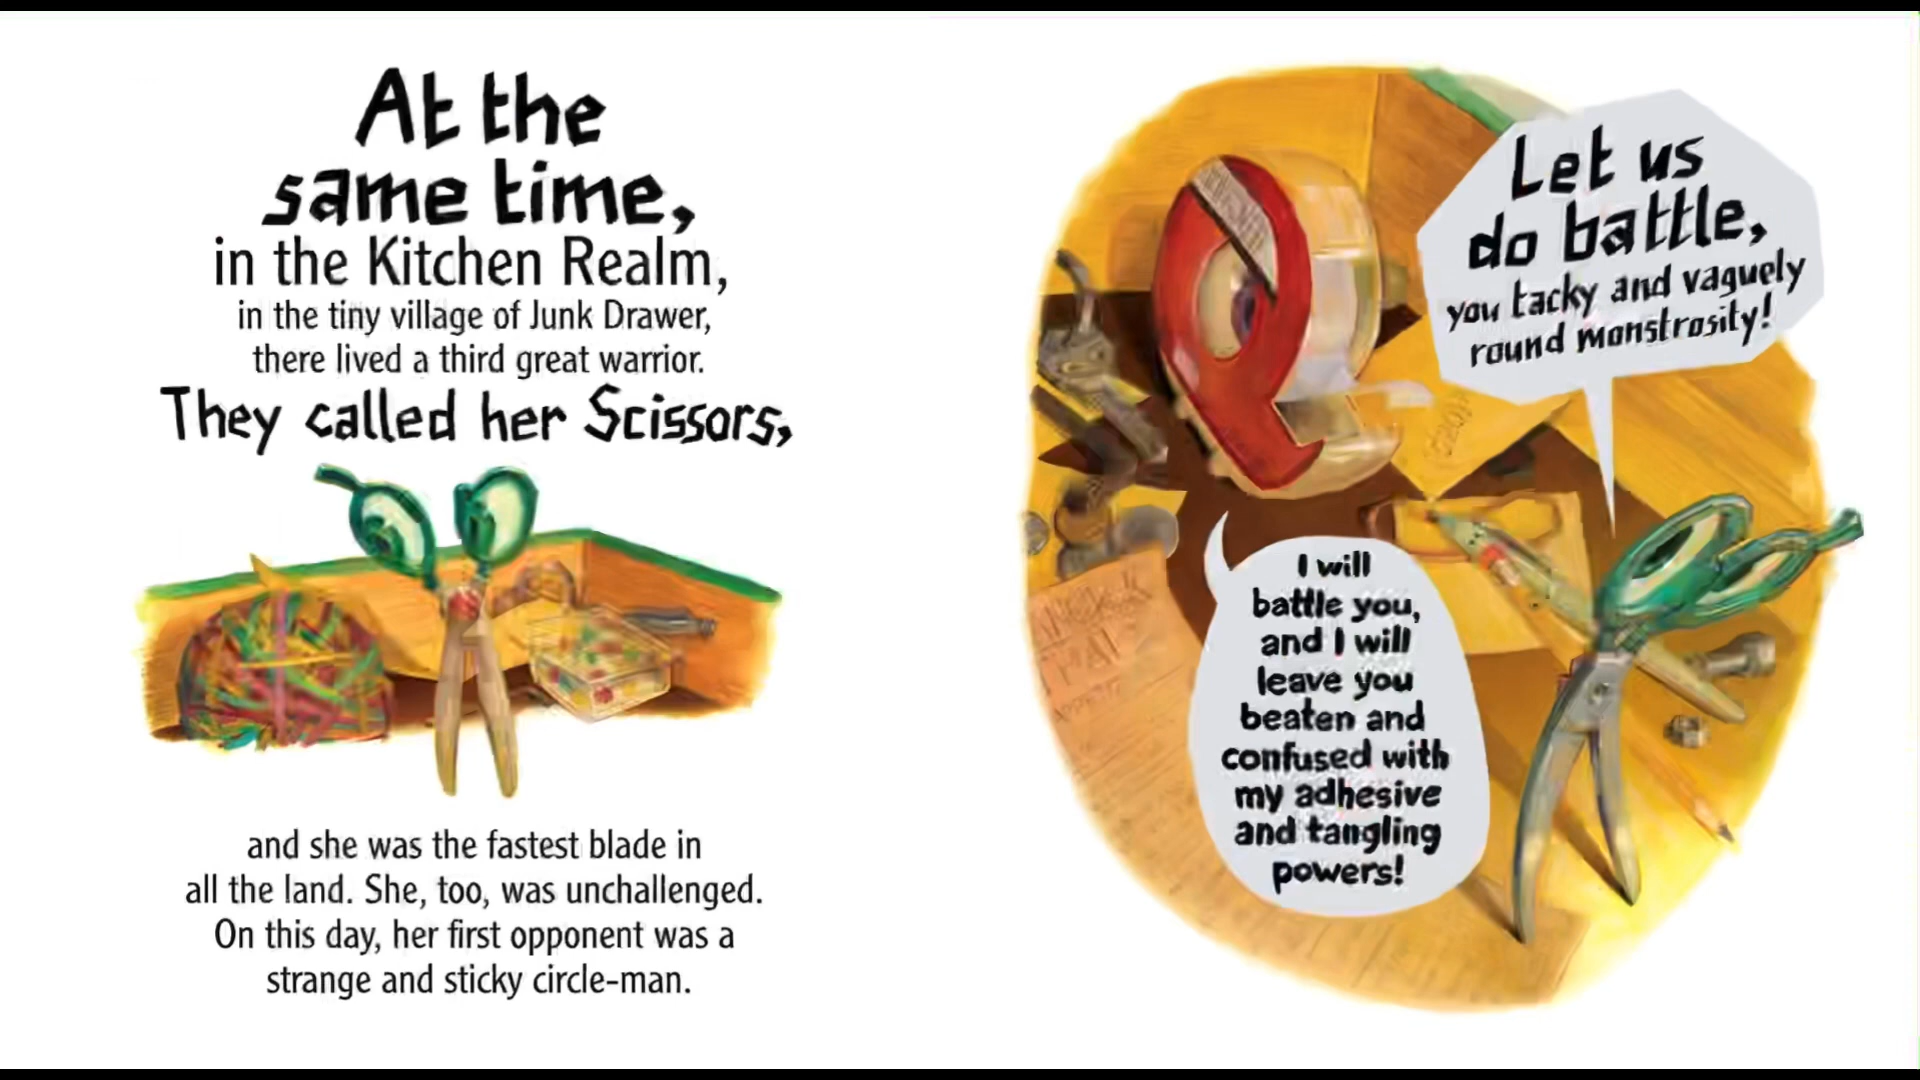 At the
same time,
in the Kitchen Realm,
in the tiny village of Junk Drawer,
there lived a third great warrior.
They called her Scissors,
and she was the fastest blade in
all the land. She, too, was unchallenged.
On this day, her first opponent was a
strange and sticky circle-man.
Let us
do battle,
you tacky and vaguely
round monstrosity!
I will
battle you,
and I will
leave you
beaten and
confused with
my adhesive
and tangling
powers!